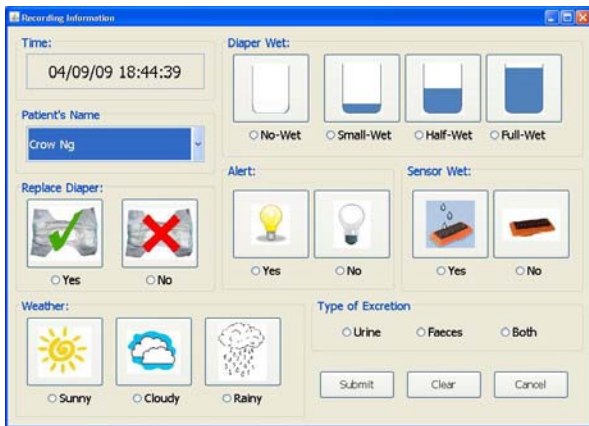 Recording Information
Time:
04/09/09 18:44:39
Patient's Name
Crow Ng
Replace Diaper:
Yes
No
Diaper Wet:
No-Wet
Small-Wet
Half-Wet
Full-Wet
Alert:
Yes
No
Sensor Wet:
Yes
No
Weather:
Sunny
Cloudy
Rainy
Type of Excretion
Urine
Faeces
Both
Submit
Clear
Cancel